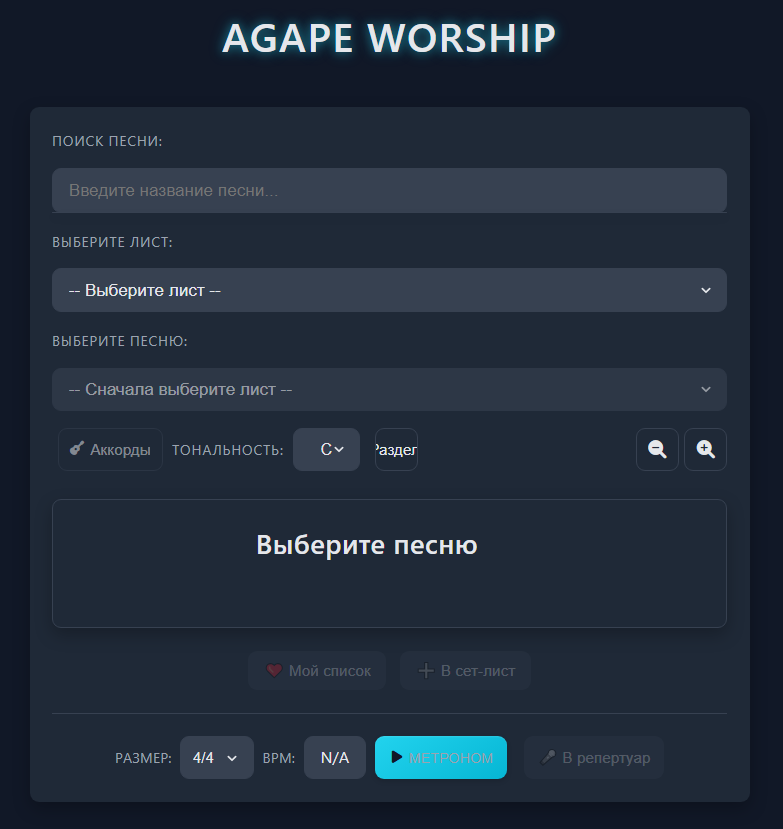 AGAPE WORSHIP
ПОИСК ПЕСНИ:
Введите название песни...
ВЫБЕРИТЕ ЛИСТ:
-- Выберите лист --
ВЫБЕРИТЕ ПЕСНЮ:
-- Сначала выберите лист --
Аккорды ТОНАЛЬНОСТЬ: C Раздел
Выберите песню
Мой список В сет-лист
РАЗМЕР: 4/4 BPM: N/A МЕТРОНОМ В репертуар